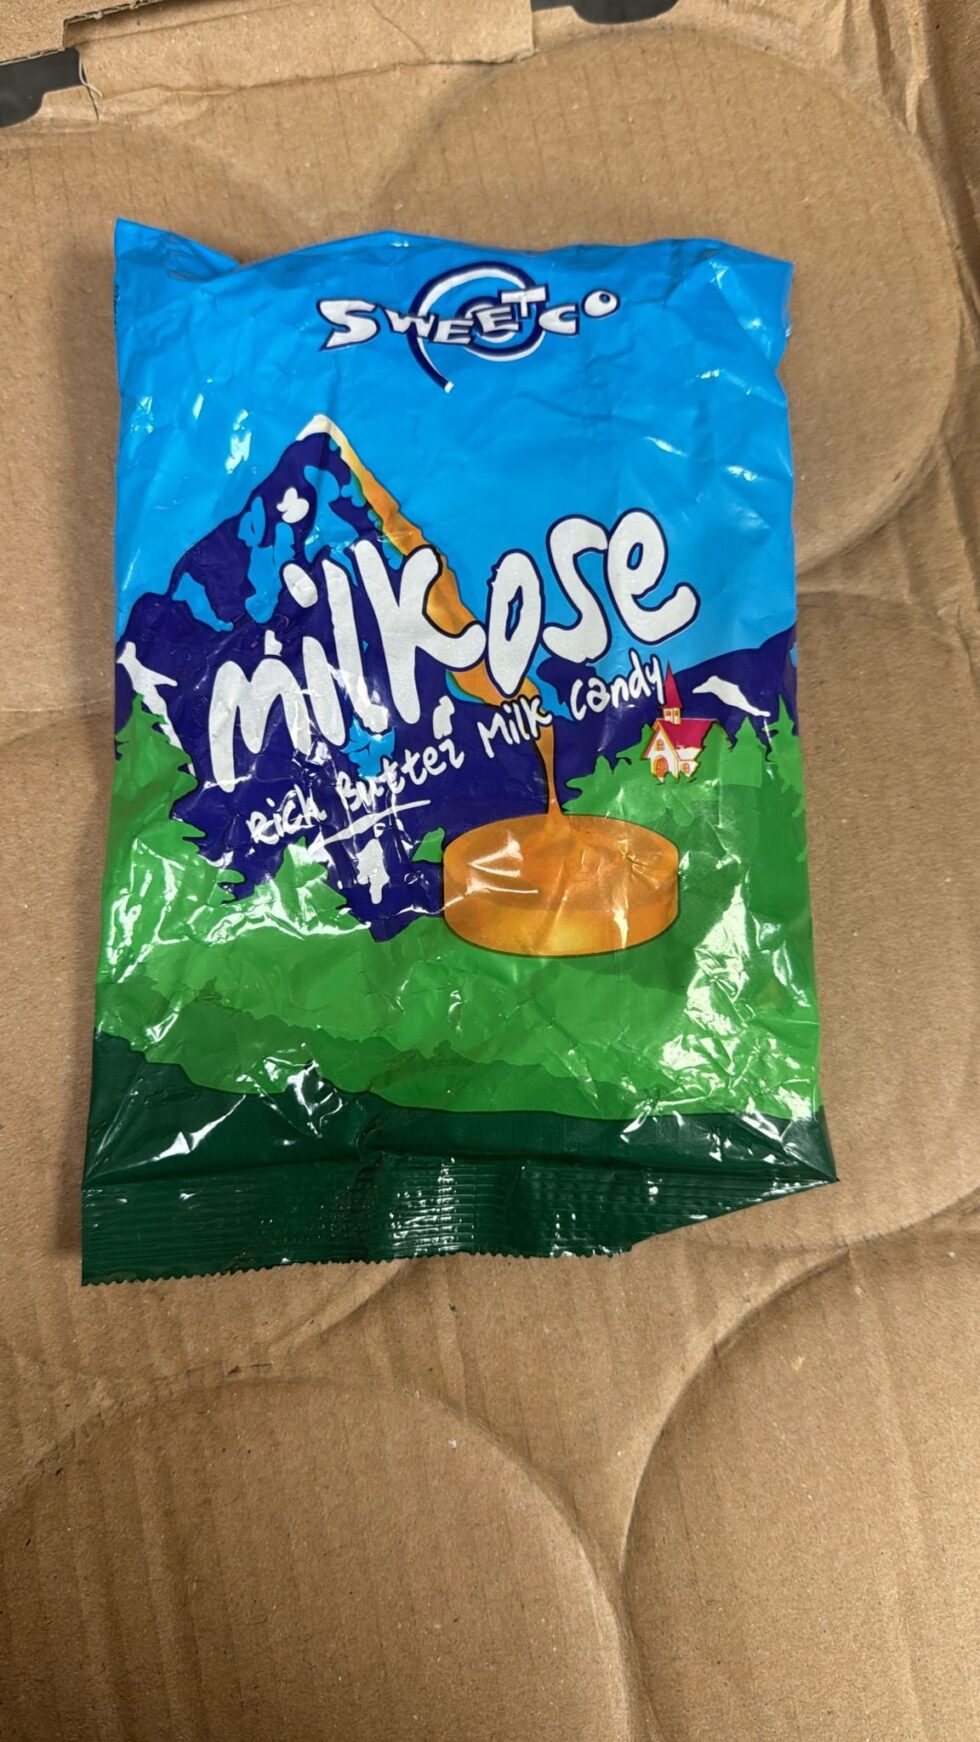 SWEETCO
milkose
Rich Butter Milk Candy